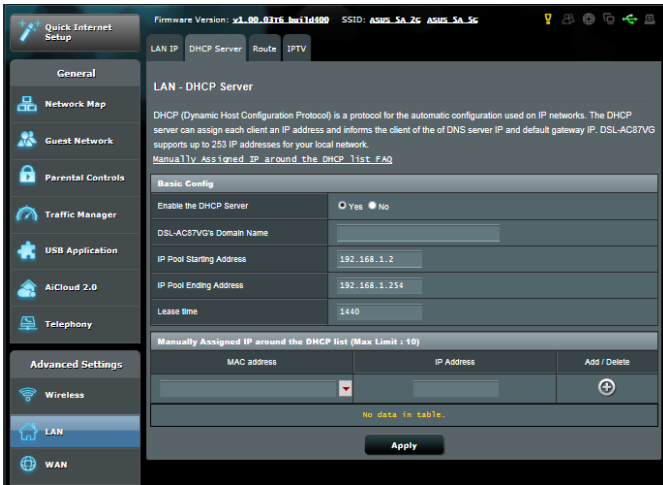 Quick Internet
Setup
Firmware Version: v1.00.03T6_build400 SSID: ASUS_5A_2G ASUS_5A_5G
LAN IP DHCP Server Route IPTV
General
Network Map
Guest Network
Parental Controls
Traffic Manager
USB Application
AiCloud 2.0
Telephony
Advanced Settings
Wireless
LAN
WAN
LAN - DHCP Server
DHCP (Dynamic Host Configuration Protocol) is a protocol for the automatic configuration used on IP networks. The DHCP
server can assign each client an IP address and informs the client of the of DNS server IP and default gateway IP. DSL-AC87VG
supports up to 253 IP addresses for your local network.
Manually Assigned IP around the DHCP list FAQ
Basic Config
Enable the DHCP Server Yes No
DSL-AC87VG's Domain Name
IP Pool Starting Address 192.168.1.2
IP Pool Ending Address 192.168.1.254
Lease time 1440
Manually Assigned IP around the DHCP list (Max Limit : 10)
MAC address IP Address Add / Delete
No data in table.
Apply